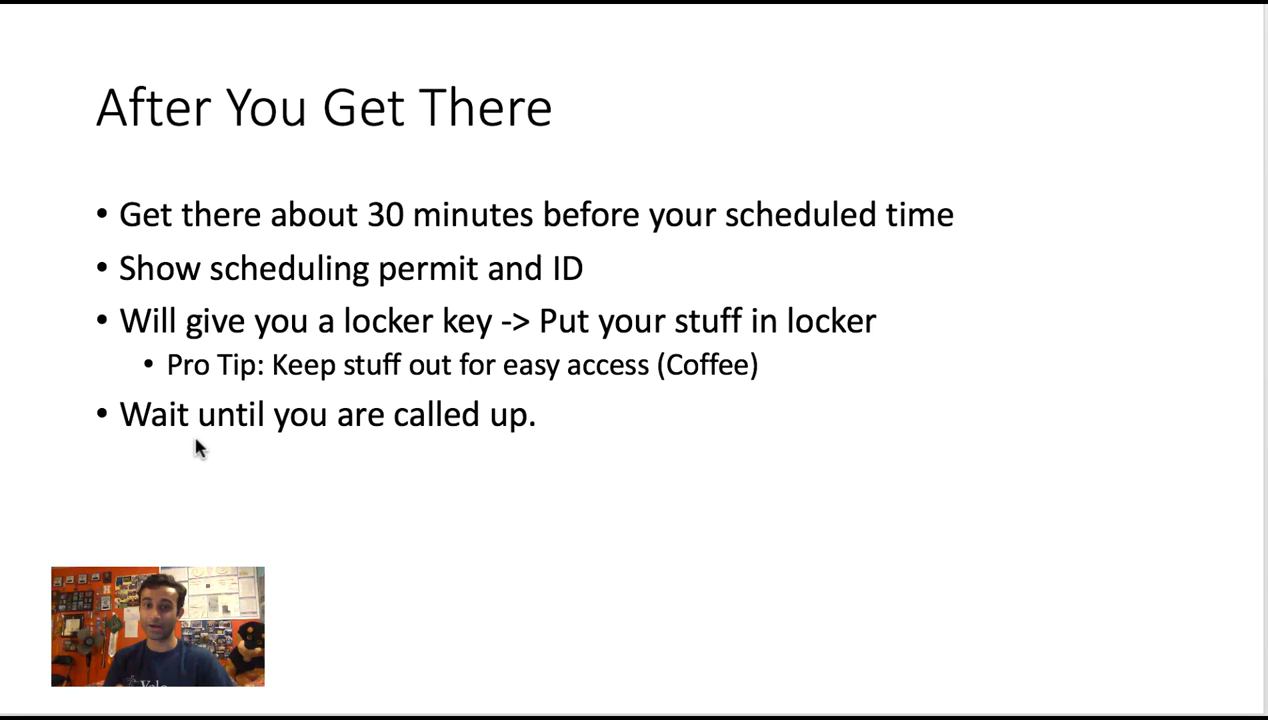 After You Get There
• Get there about 30 minutes before your scheduled time
• Show scheduling permit and ID
• Will give you a locker key -> Put your stuff in locker
• Pro Tip: Keep stuff out for easy access (Coffee)
• Wait until you are called up.
Yale